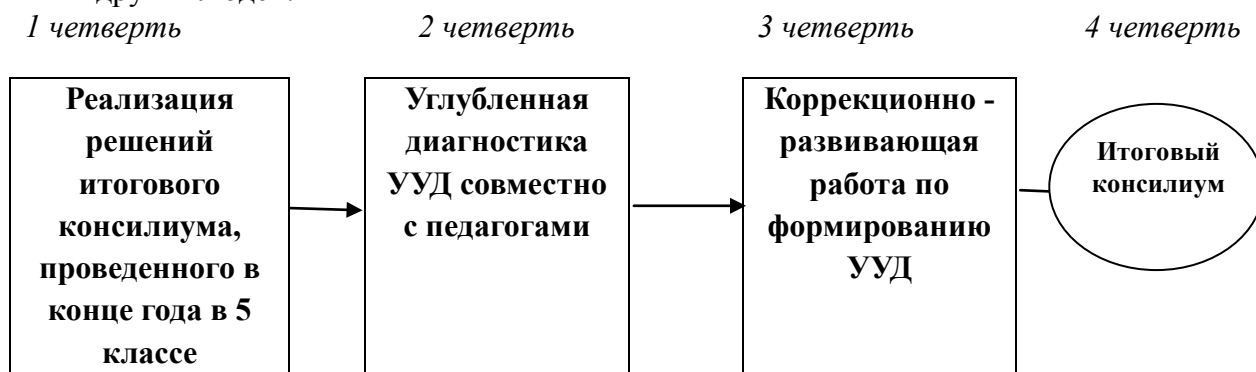 1 четверть 2 четверть 3 четверть 4 четверть
Реализация
решений
итогового
консилиума,
проведенного в
конце года в 5
классе
Углубленная
диагностика
УУД совместно
с педагогами
Коррекционно -
развивающая
работа по
формированию
УУД
Итоговый
консилиум